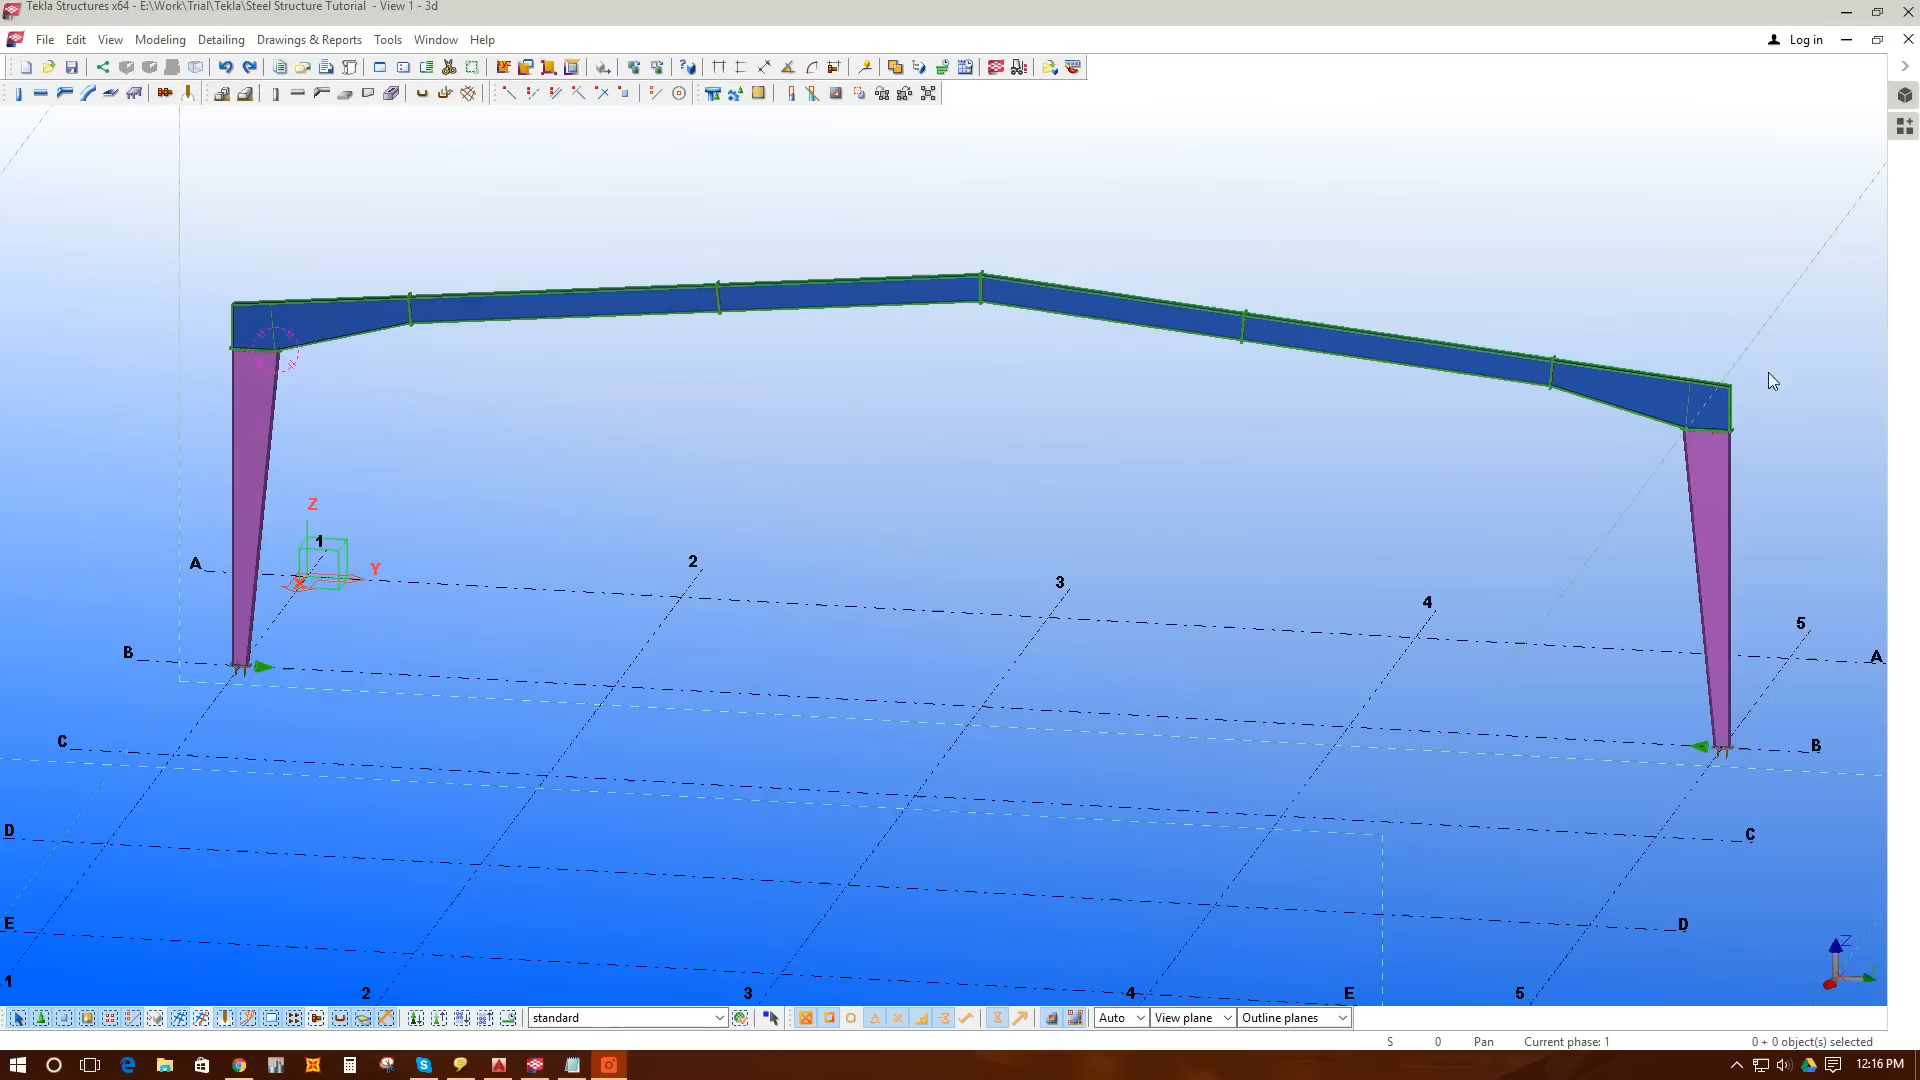 Tekla Structures x64 - E:\Work\Trial\Tekla\Steel Structure Tutorial - View 1 - 3d
File Edit View Modeling Detailing Drawings & Reports Tools Window Help
Log in
Z
1
Y
X
A
2
3
4
5
A
B
B
C
C
D
D
E
1
2
3
4
E
5
Z
standard
Auto
View plane
Outline planes
S 0 Pan Current phase: 1 0 + 0 object(s) selected
12:16 PM